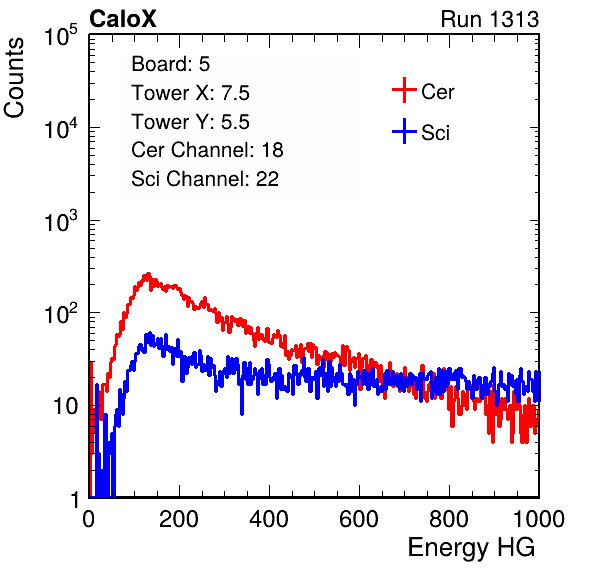 CaloX Run 1313
Counts
10^5
10^4
10^3
10^2
10
1
Board: 5
Tower X: 7.5
Tower Y: 5.5
Cer Channel: 18
Sci Channel: 22
Cer
Sci
0 200 400 600 800 1000
Energy HG